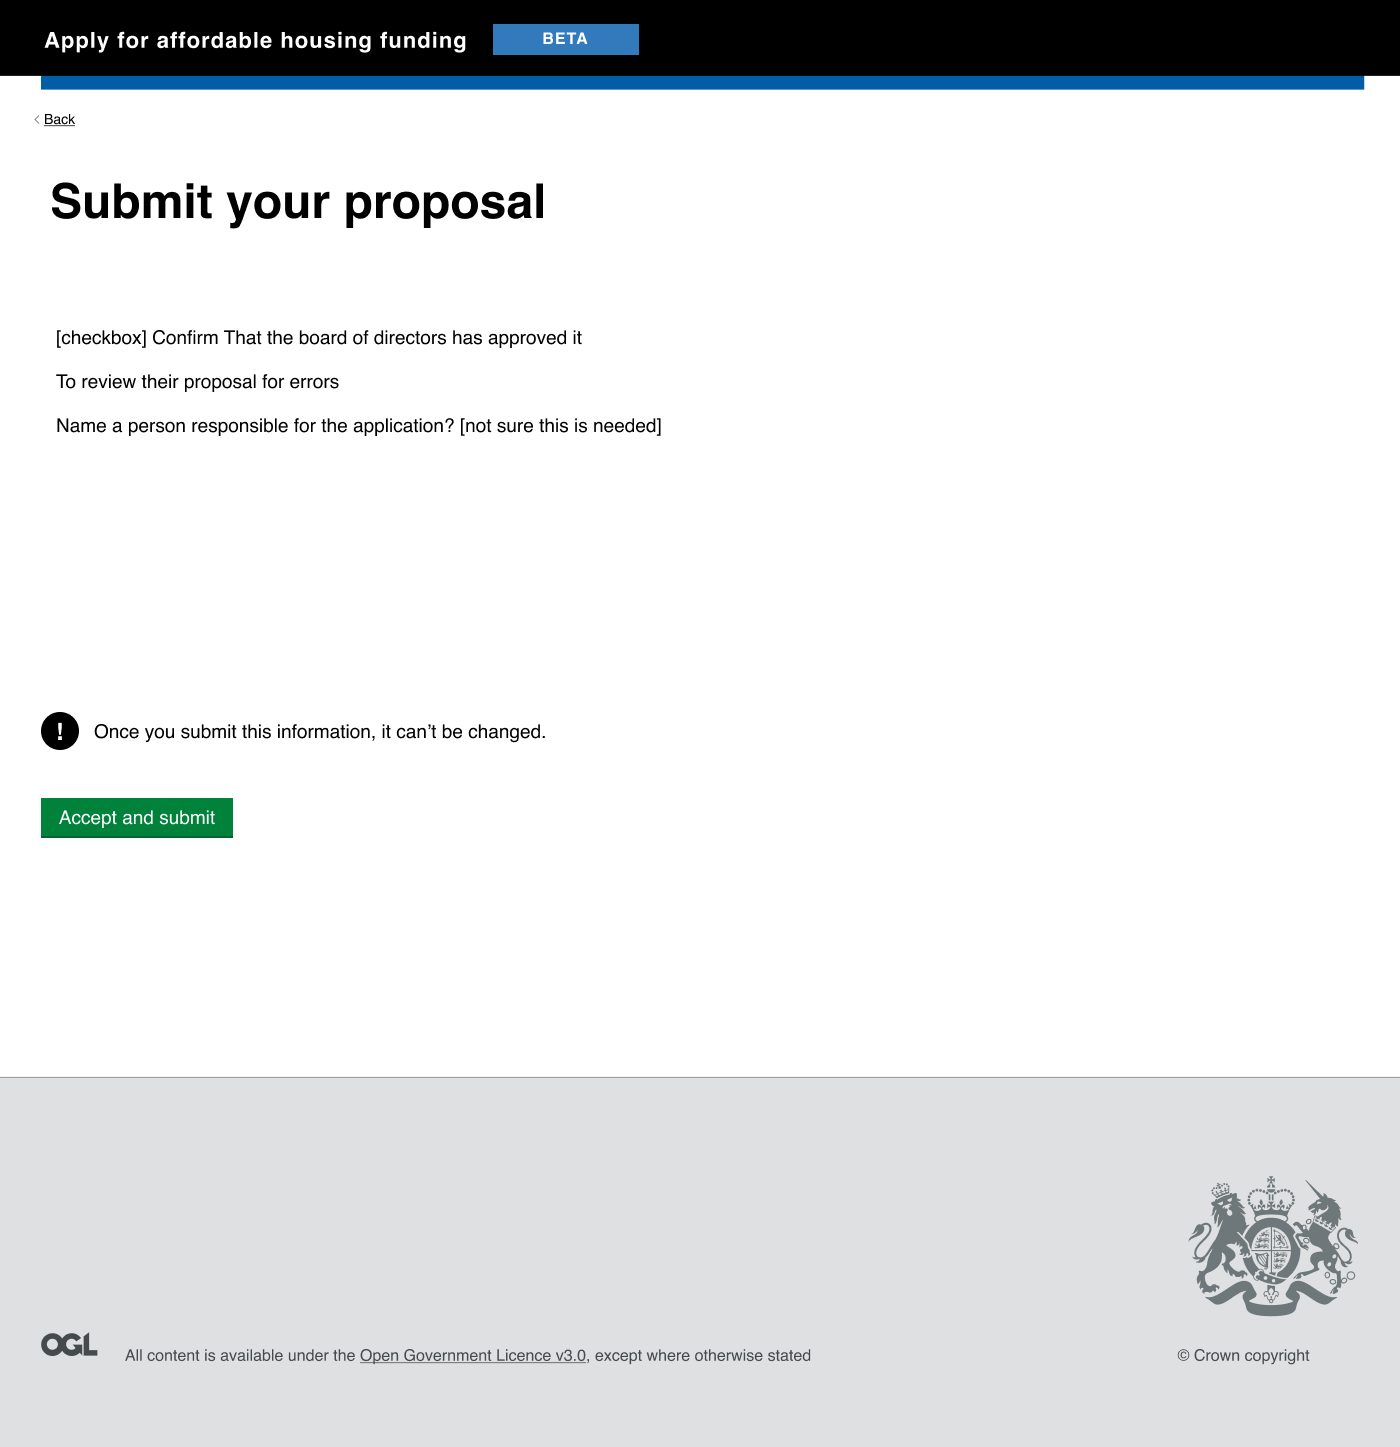 Apply for affordable housing funding BETA
Back
Submit your proposal
[checkbox] Confirm That the board of directors has approved it
To review their proposal for errors
Name a person responsible for the application? [not sure this is needed]
! Once you submit this information, it can’t be changed.
Accept and submit
OGL All content is available under the Open Government Licence v3.0, except where otherwise stated
© Crown copyright